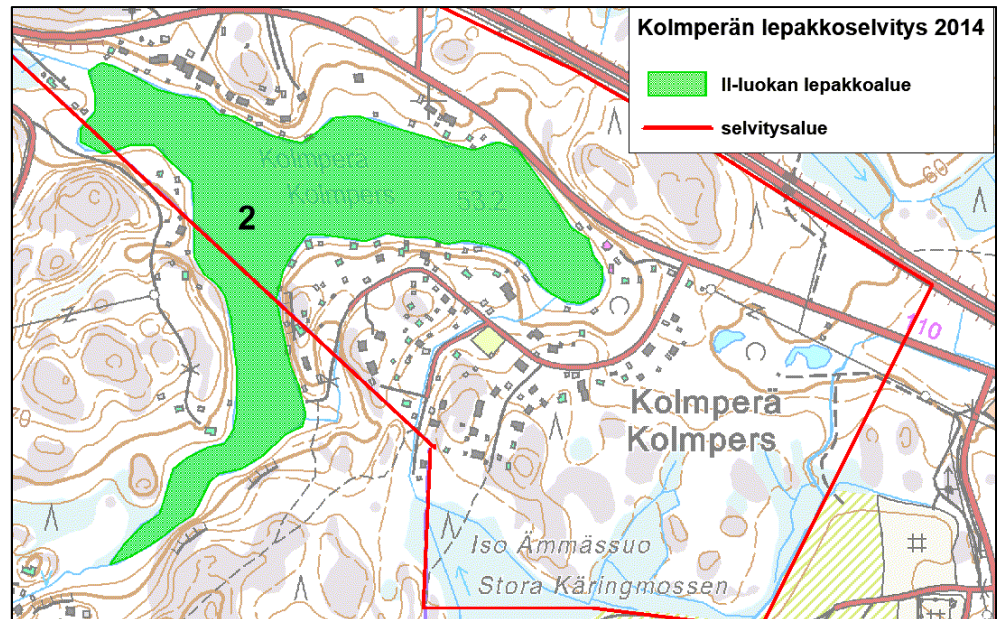 Kolmperän lepakkoselvitys 2014
II-luokan lepakkoalue
selvitysalue
Kolmperä
Kolmpers
53.2
2
60
110
Kolmperä
Kolmpers
Iso Ämmässuo
Stora Käringmossen